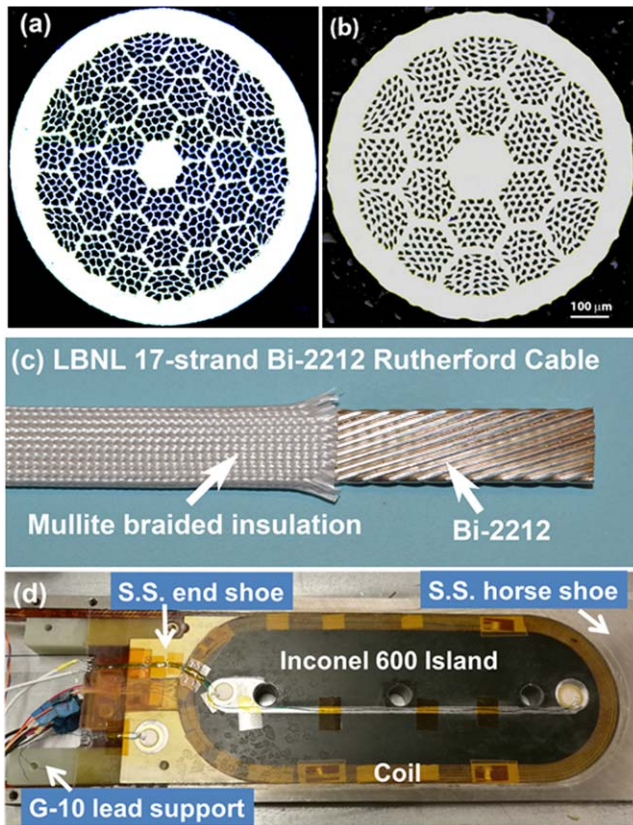 (a)
(b)
100 µm
(c) LBNL 17-strand Bi-2212 Rutherford Cable
Mullite braided insulation
Bi-2212
(d)
S.S. end shoe
S.S. horse shoe
Inconel 600 Island
Coil
G-10 lead support